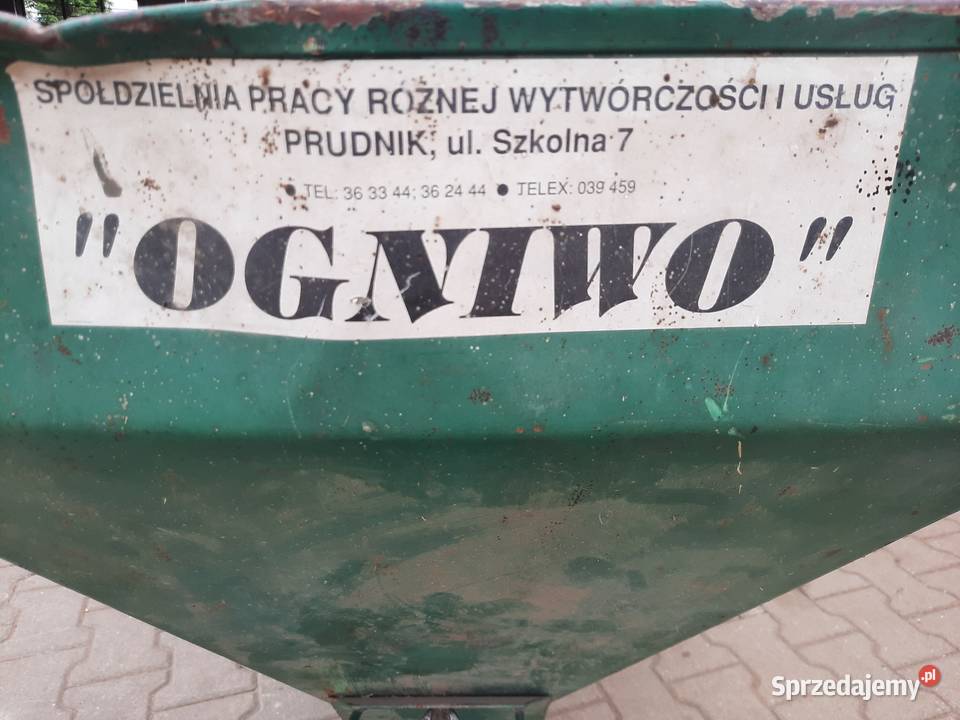 SPÓŁDZIELNIA PRACY RÓŻNEJ WYTWÓRCZOŚCI I USŁUG
PRUDNIK, ul. Szkolna 7
● TEL: 36 33 44; 36 24 44 ● TELEX: 039 459
"OGNIWO"
Sprzedajemy.pl